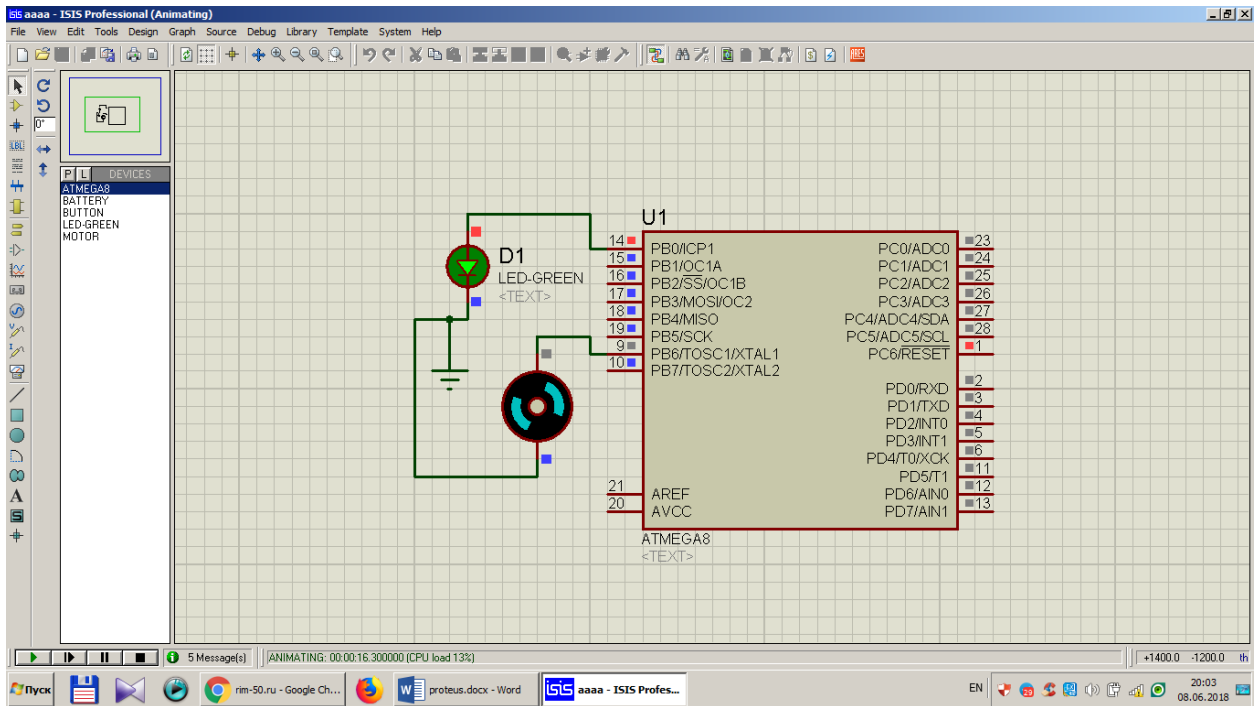 isis aaaa - ISIS Professional (Animating)
File View Edit Tools Design Graph Source Debug Library Template System Help
ARES
0°
LBL
P L DEVICES
ATMEGA8
BATTERY
BUTTON
LED-GREEN
MOTOR
A
S
D1
LED-GREEN
<TEXT>
U1
14 PB0/ICP1 PC0/ADC0 23
15 PB1/OC1A PC1/ADC1 24
16 PB2/SS/OC1B PC2/ADC2 25
17 PB3/MOSI/OC2 PC3/ADC3 26
18 PB4/MISO PC4/ADC4/SDA 27
19 PB5/SCK PC5/ADC5/SCL 28
9 PB6/TOSC1/XTAL1 PC6/RESET 1
10 PB7/TOSC2/XTAL2
PD0/RXD 2
PD1/TXD 3
PD2/INT0 4
PD3/INT1 5
PD4/T0/XCK 6
PD5/T1 11
21 AREF PD6/AIN0 12
20 AVCC PD7/AIN1 13
ATMEGA8
<TEXT>
5 Message(s) ANIMATING: 00:00:16.300000 (CPU load 13%) +1400.0 -1200.0 th
Пуск rim-50.ru - Google Ch... proteus.docx - Word isis aaaa - ISIS Profes... EN 29 20:03
08.06.2018